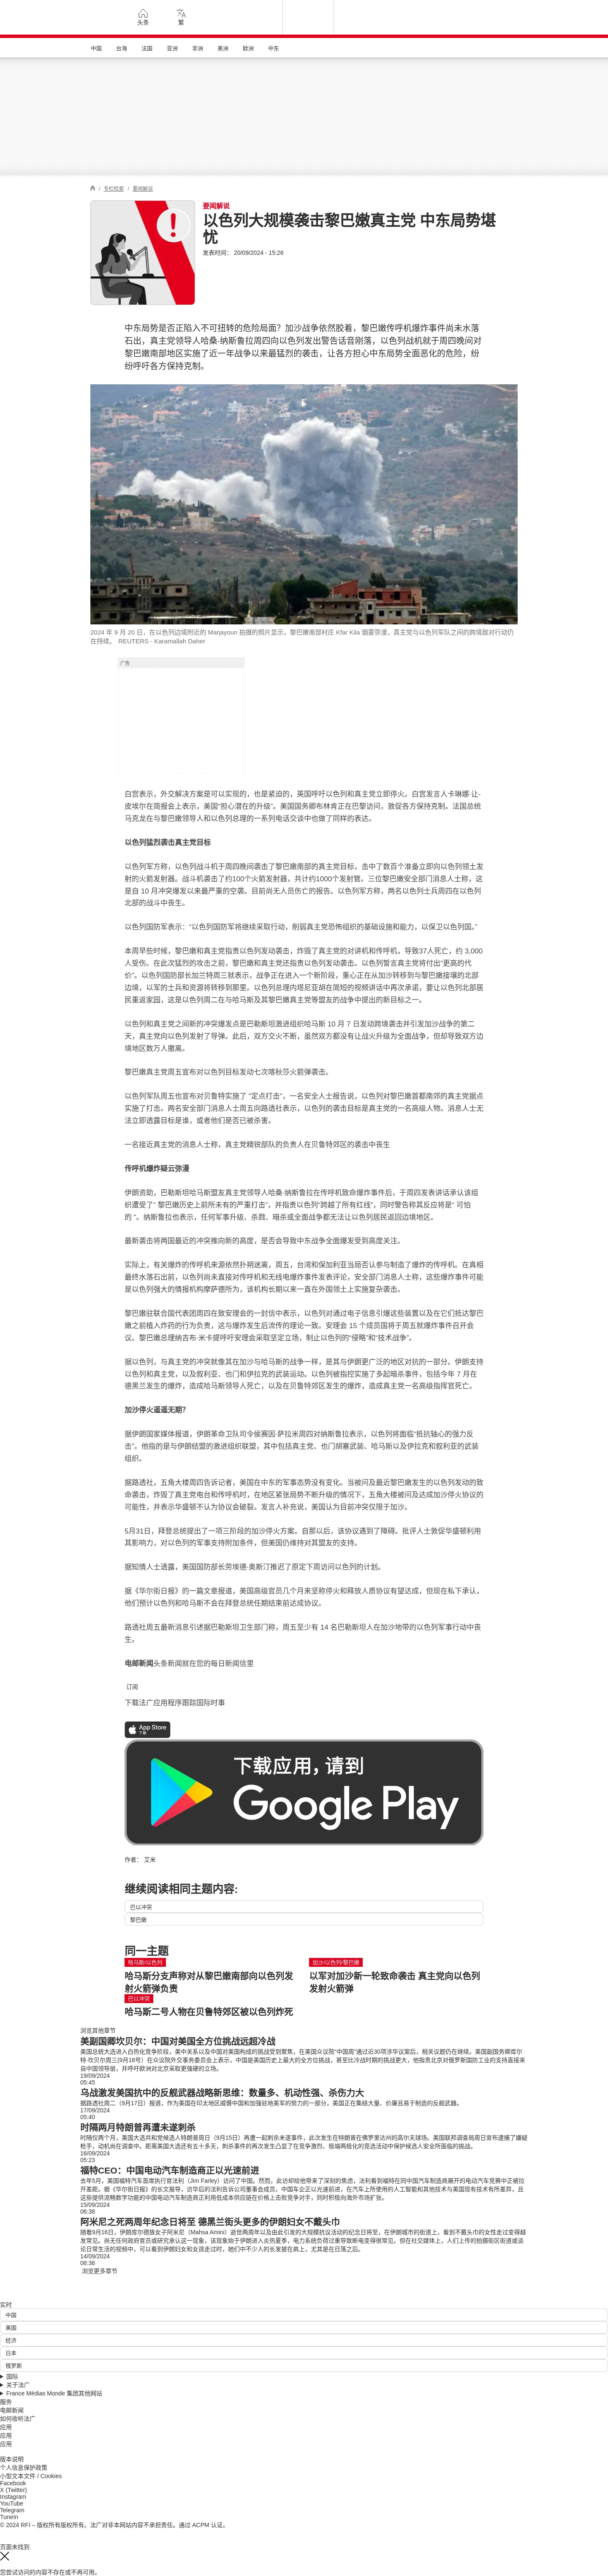 头条
繁
中国 台海 法国 亚洲 非洲 美洲 欧洲 中东
/ 专栏检索 / 要闻解说
要闻解说
以色列大规模袭击黎巴嫩真主党 中东局势堪
忧
发表时间： 20/09/2024 - 15:26
中东局势是否正陷入不可扭转的危险局面？加沙战争依然胶着，黎巴嫩传呼机爆炸事件尚未水落
石出，真主党领导人哈桑·纳斯鲁拉周四向以色列发出警告话音刚落，以色列战机就于周四晚间对
黎巴嫩南部地区实施了近一年战争以来最猛烈的袭击，让各方担心中东局势全面恶化的危险，纷
纷呼吁各方保持克制。
2024 年 9 月 20 日，在以色列边境附近的 Marjayoun 拍摄的照片显示，黎巴嫩南部村庄 Kfar Kila 烟雾弥漫，真主党与以色列军队之间的跨境敌对行动仍
在持续。 REUTERS - Karamallah Daher
广告
白宫表示，外交解决方案是可以实现的，也是紧迫的，英国呼吁以色列和真主党立即停火。白宫发言人卡琳娜·让-
皮埃尔在简报会上表示，美国“担心潜在的升级”。美国国务卿布林肯正在巴黎访问，敦促各方保持克制。法国总统
马克龙在与黎巴嫩领导人和以色列总理的一系列电话交谈中也做了同样的表达。
以色列猛烈袭击真主党目标
以色列军方称，以色列战斗机于周四晚间袭击了黎巴嫩南部的真主党目标，击中了数百个准备立即向以色列领土发
射的火箭发射器。战斗机袭击了约100个火箭发射器，共计约1000个发射管。三位黎巴嫩安全部门消息人士称，这
是自 10 月冲突爆发以来最严重的空袭。目前尚无人员伤亡的报告。以色列军方称，两名以色列士兵周四在以色列
北部的战斗中丧生。
以色列国防军表示：“以色列国防军将继续采取行动，削弱真主党恐怖组织的基础设施和能力，以保卫以色列国。”
本周早些时候，黎巴嫩和真主党指责以色列发动袭击，炸毁了真主党的对讲机和传呼机，导致37人死亡，约 3,000
人受伤。在此次猛烈的攻击之前，黎巴嫩和真主党还指责以色列发动袭击。以色列誓言真主党将付出“更高的代
价”。以色列国防部长加兰特周三就表示，战争正在进入一个新阶段，重心正在从加沙转移到与黎巴嫩接壤的北部
边境，以军的士兵和资源将转移到那里。以色列总理内塔尼亚胡在简短的视频讲话中再次承诺，要让以色列北部居
民重返家园，这是以色列周二在与哈马斯及其黎巴嫩真主党等盟友的战争中提出的新目标之一。
以色列和真主党之间新的冲突爆发点是巴勒斯坦激进组织哈马斯 10 月 7 日发动跨境袭击并引发加沙战争的第二
天，真主党向以色列发射了导弹。此后，双方交火不断，虽然双方都没有让战火升级为全面战争，但却导致双方边
境地区数万人撤离。
黎巴嫩真主党周五宣布对以色列目标发动七次喀秋莎火箭弹袭击。
以色列军队周五也宣布对贝鲁特实施了 "定点打击"，一名安全人士报告说，以色列对黎巴嫩首都南郊的真主党据点
实施了打击。两名安全部门消息人士周五向路透社表示，以色列的袭击目标是真主党的一名高级人物。消息人士无
法立即透露目标是谁，或者他们是否已被杀害。
一名接近真主党的消息人士称，真主党精锐部队的负责人在贝鲁特郊区的袭击中丧生
传呼机爆炸疑云弥漫
伊朗资助，巴勒斯坦哈马斯盟友真主党领导人哈桑·纳斯鲁拉在传呼机致命爆炸事件后，于周四发表讲话承认该组
织遭受了“ 黎巴嫩历史上前所未有的严重打击”，并指责以色列“跨越了所有红线”，同时警告称其反应将是“ 可怕
的 ”。纳斯鲁拉也表示，任何军事升级、杀戮、暗杀或全面战争都无法让以色列居民返回边境地区。
最新袭击将两国最近的冲突推向新的高度，是否会导致中东战争全面爆发受到高度关注。
实际上，有关爆炸的传呼机来源依然扑朔迷离，周五，台湾和保加利亚当局否认参与制造了爆炸的传呼机。在真相
最终水落石出前，以色列尚未直接对传呼机和无线电爆炸事件发表评论，安全部门消息人士称，这些爆炸事件可能
是以色列强大的情报机构摩萨德所为，该机构长期以来一直在外国领土上实施复杂袭击。
黎巴嫩驻联合国代表团周四在致安理会的一封信中表示，以色列对通过电子信息引爆这些装置以及在它们抵达黎巴
嫩之前植入炸药的行为负责，这与爆炸发生后流传的理论一致。安理会 15 个成员国将于周五就爆炸事件召开会
议。黎巴嫩总理纳吉布·米卡提呼吁安理会采取坚定立场，制止以色列的“侵略”和“技术战争”。
据以色列，与真主党的冲突就像其在加沙与哈马斯的战争一样，是其与伊朗更广泛的地区对抗的一部分。伊朗支持
以色列和真主党，以及叙利亚、也门和伊拉克的武装运动。以色列被指控实施了多起暗杀事件，包括今年 7 月在
德黑兰发生的爆炸，造成哈马斯领导人死亡，以及在贝鲁特郊区发生的爆炸，造成真主党一名高级指挥官死亡。
加沙停火遥遥无期？
据伊朗国家媒体报道，伊朗革命卫队司令侯赛因·萨拉米周四对纳斯鲁拉表示，以色列将面临“抵抗轴心的强力反
击”。他指的是与伊朗结盟的激进组织联盟，其中包括真主党、也门胡塞武装、哈马斯以及伊拉克和叙利亚的武装
组织。
据路透社，五角大楼周四告诉记者，美国在中东的军事态势没有变化。当被问及最近黎巴嫩发生的以色列发动的致
命袭击，炸毁了真主党电台和传呼机时，在地区紧张局势不断升级的情况下，五角大楼被问及达成加沙停火协议的
可能性，并表示华盛顿不认为协议会破裂。发言人补充说，美国认为目前冲突仅限于加沙。
5月31日，拜登总统提出了一项三阶段的加沙停火方案。自那以后，该协议遇到了障碍。批评人士敦促华盛顿利用
其影响力，对以色列的军事支持附加条件，但美国仍维持对其盟友的支持。
据知情人士透露，美国国防部长劳埃德·奥斯汀推迟了原定下周访问以色列的计划。
据《华尔街日报》的一篇文章报道，美国高级官员几个月来坚称停火和释放人质协议有望达成，但现在私下承认，
他们预计以色列和哈马斯不会在拜登总统任期结束前达成协议。
路透社周五最新消息引述据巴勒斯坦卫生部门称，周五至少有 14 名巴勒斯坦人在加沙地带的以色列军事行动中丧
生。
电邮新闻头条新闻就在您的每日新闻信里
订阅
下载法广应用程序跟踪国际时事
App Store
下载
下载应用，请到
Google Play
作者： 艾米
继续阅读相同主题内容:
巴以冲突
黎巴嫩
同一主题
哈马斯/以色列
哈马斯分支声称对从黎巴嫩南部向以色列发
射火箭弹负责
加沙/以色列/黎巴嫩
以军对加沙新一轮致命袭击 真主党向以色列
发射火箭弹
巴以冲突
哈马斯二号人物在贝鲁特郊区被以色列炸死
浏览其他章节
美副国卿坎贝尔：中国对美国全方位挑战远超冷战
美国总统大选进入白热化竞争阶段，美中关系以及中国对美国构成的挑战受到聚焦，在美国众议院“中国周”通过近30项涉华议案后，相关议题仍在继续。美国副国务卿库尔
特·坎贝尔周三(9月18号）在众议院外交事务委员会上表示，中国是美国历史上最大的全方位挑战，甚至比冷战时期的挑战更大，他指责北京对俄罗斯国防工业的支持直接来
自中国领导层，并呼吁欧洲对北京采取更强硬的立场。
19/09/2024
05:45
乌战激发美国抗中的反舰武器战略新思维：数量多、机动性强、杀伤力大
据路透社周二（9月17日）报道，作为美国在印太地区威慑中国和加强驻地美军的努力的一部分，美国正在集结大量、价廉且易于制造的反舰武器。
17/09/2024
05:40
时隔两月特朗普再遭未遂刺杀
时隔仅两个月，美国大选共和党候选人特朗普周日（9月15日）再遭一起刺杀未遂事件，此次发生在特朗普在佛罗里达州的高尔夫球场。美国联邦调查局周日宣布逮捕了嫌疑
枪手，动机尚在调查中。距离美国大选还有五十多天，刺杀事件的再次发生凸显了在竞争激烈、极端两极化的竞选活动中保护候选人安全所面临的挑战。
16/09/2024
05:23
福特CEO：中国电动汽车制造商正以光速前进
去年5月，美国福特汽车首席执行官法利（Jim Farley）访问了中国。然而，此访却给他带来了深刻的焦虑，法利看到福特在同中国汽车制造商展开的电动汽车竞赛中正被拉
开差距。据《华尔街日报》的长文报导，访华后的法利告诉公司董事会成员，中国车企正以光速前进，在汽车上所使用的人工智能和其他技术与美国现有技术有所差异，且
这些提供流畅数字功能的中国电动汽车制造商正利用低成本供应链在价格上击败竞争对手，同时积极向海外市场扩张。
15/09/2024
06:38
阿米尼之死两周年纪念日将至 德黑兰街头更多的伊朗妇女不戴头巾
随着9月16日，伊朗库尔德族女子阿米尼（Mahsa Amini）逝世两周年以及由此引发的大规模抗议活动的纪念日将至，在伊朗城市的街道上，看到不戴头巾的女性走过变得越
发常见。尚无任何政府官员或研究承认这一现象，该现象始于伊朗进入炎热夏季，电力系统负荷过重导致断电变得很常见。但在社交媒体上，人们上传的拍摄街区街道或谈
论日常生活的视频中，可以看到伊朗妇女和女孩走过时，她们中不少人的长发披在肩上，尤其是在日落之后。
14/09/2024
06:36
浏览更多章节
实时
中国
美国
经济
日本
俄罗斯
国际
关于法广
France Médias Monde 集团其他网站
服务
电邮新闻
如何收听法广
应用
应用
应用
版本说明
个人信息保护政策
小型文本文件 / Cookies
Facebook
X (Twitter)
Instagram
YouTube
Telegram
TuneIn
© 2024 RFI – 版权所有版权所有。法广对非本网站内容不承担责任。通过 ACPM 认证。
页面未找到
您尝试访问的内容不存在或不再可用。